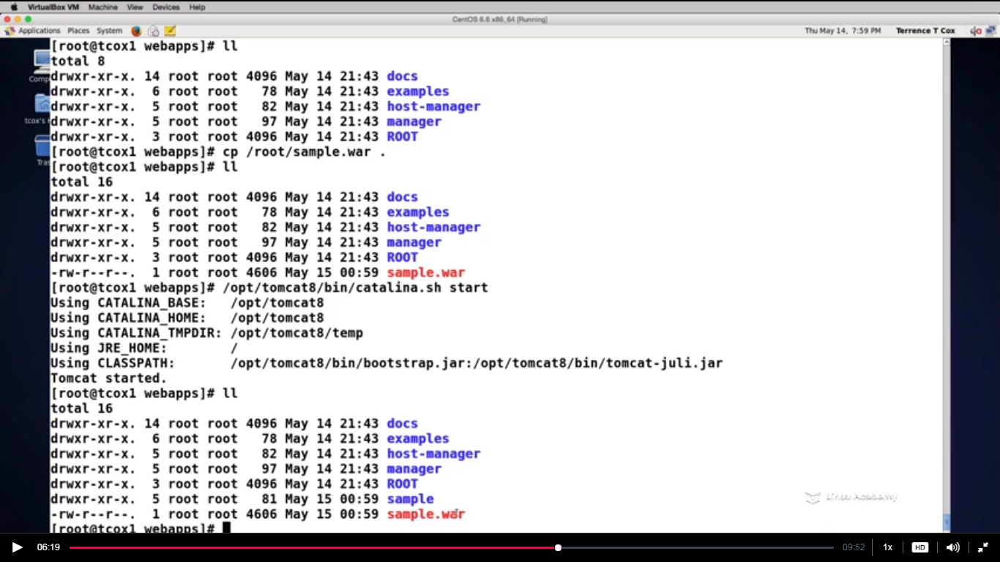 VirtualBox VM Machine View Devices Help
CentOS 6.6 x86_64 [Running]
Applications Places System Thu May 14, 7:59 PM Terrence T Cox
[root@tcox1 webapps]# ll
total 8
drwxr-xr-x. 14 root root 4096 May 14 21:43 docs
drwxr-xr-x.  6 root root   78 May 14 21:43 examples
drwxr-xr-x.  5 root root   82 May 14 21:43 host-manager
drwxr-xr-x.  5 root root   97 May 14 21:43 manager
drwxr-xr-x.  3 root root 4096 May 14 21:43 ROOT
[root@tcox1 webapps]# cp /root/sample.war .
[root@tcox1 webapps]# ll
total 16
drwxr-xr-x. 14 root root 4096 May 14 21:43 docs
drwxr-xr-x.  6 root root   78 May 14 21:43 examples
drwxr-xr-x.  5 root root   82 May 14 21:43 host-manager
drwxr-xr-x.  5 root root   97 May 14 21:43 manager
drwxr-xr-x.  3 root root 4096 May 14 21:43 ROOT
-rw-r--r--.  1 root root 4606 May 15 00:59 sample.war
[root@tcox1 webapps]# /opt/tomcat8/bin/catalina.sh start
Using CATALINA_BASE:   /opt/tomcat8
Using CATALINA_HOME:   /opt/tomcat8
Using CATALINA_TMPDIR: /opt/tomcat8/temp
Using JRE_HOME:        /
Using CLASSPATH:       /opt/tomcat8/bin/bootstrap.jar:/opt/tomcat8/bin/tomcat-juli.jar
Tomcat started.
[root@tcox1 webapps]# ll
total 16
drwxr-xr-x. 14 root root 4096 May 14 21:43 docs
drwxr-xr-x.  6 root root   78 May 14 21:43 examples
drwxr-xr-x.  5 root root   82 May 14 21:43 host-manager
drwxr-xr-x.  5 root root   97 May 14 21:43 manager
drwxr-xr-x.  3 root root 4096 May 14 21:43 ROOT
drwxr-xr-x.  5 root root   81 May 15 00:59 sample
-rw-r--r--.  1 root root 4606 May 15 00:59 sample.war
[root@tcox1 webapps]#
Comp
tcox's
Tras
Linux Academy
06:19 09:52 1x HD